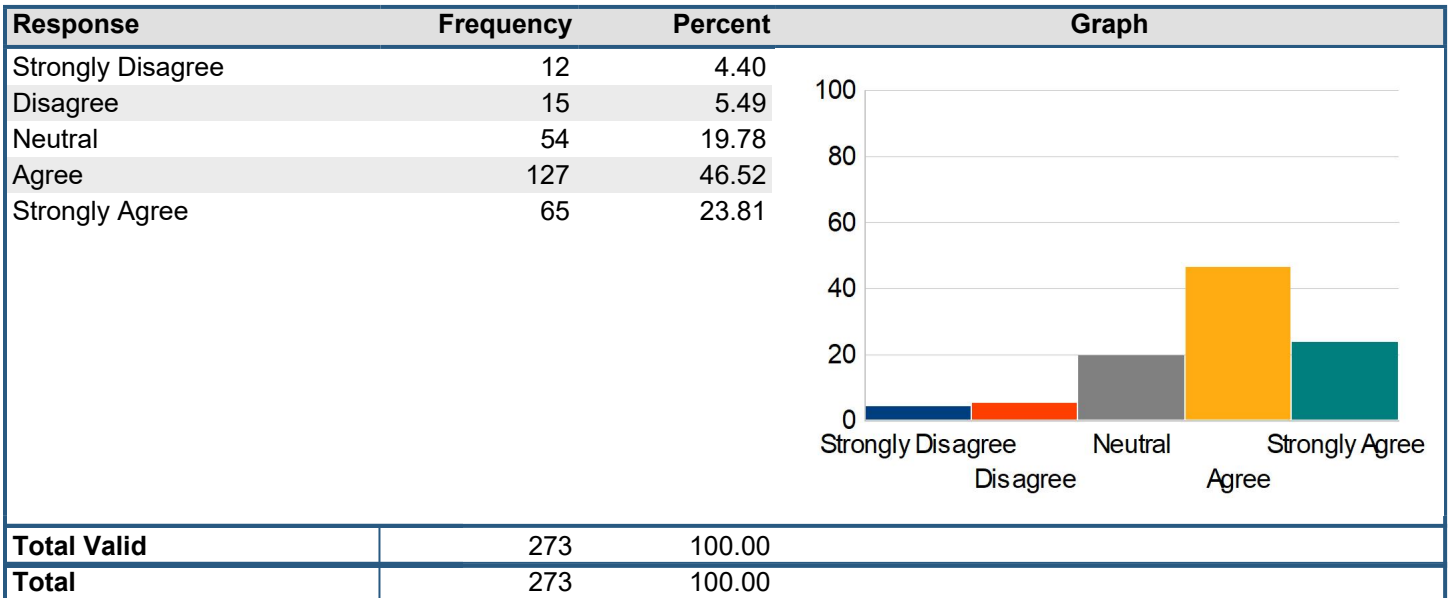 Response Frequency Percent Graph
Strongly Disagree 12 4.40
Disagree 15 5.49
Neutral 54 19.78
Agree 127 46.52
Strongly Agree 65 23.81
100
80
60
40
20
0
Strongly Disagree Neutral Strongly Agree
Disagree Agree
Total Valid 273 100.00
Total 273 100.00